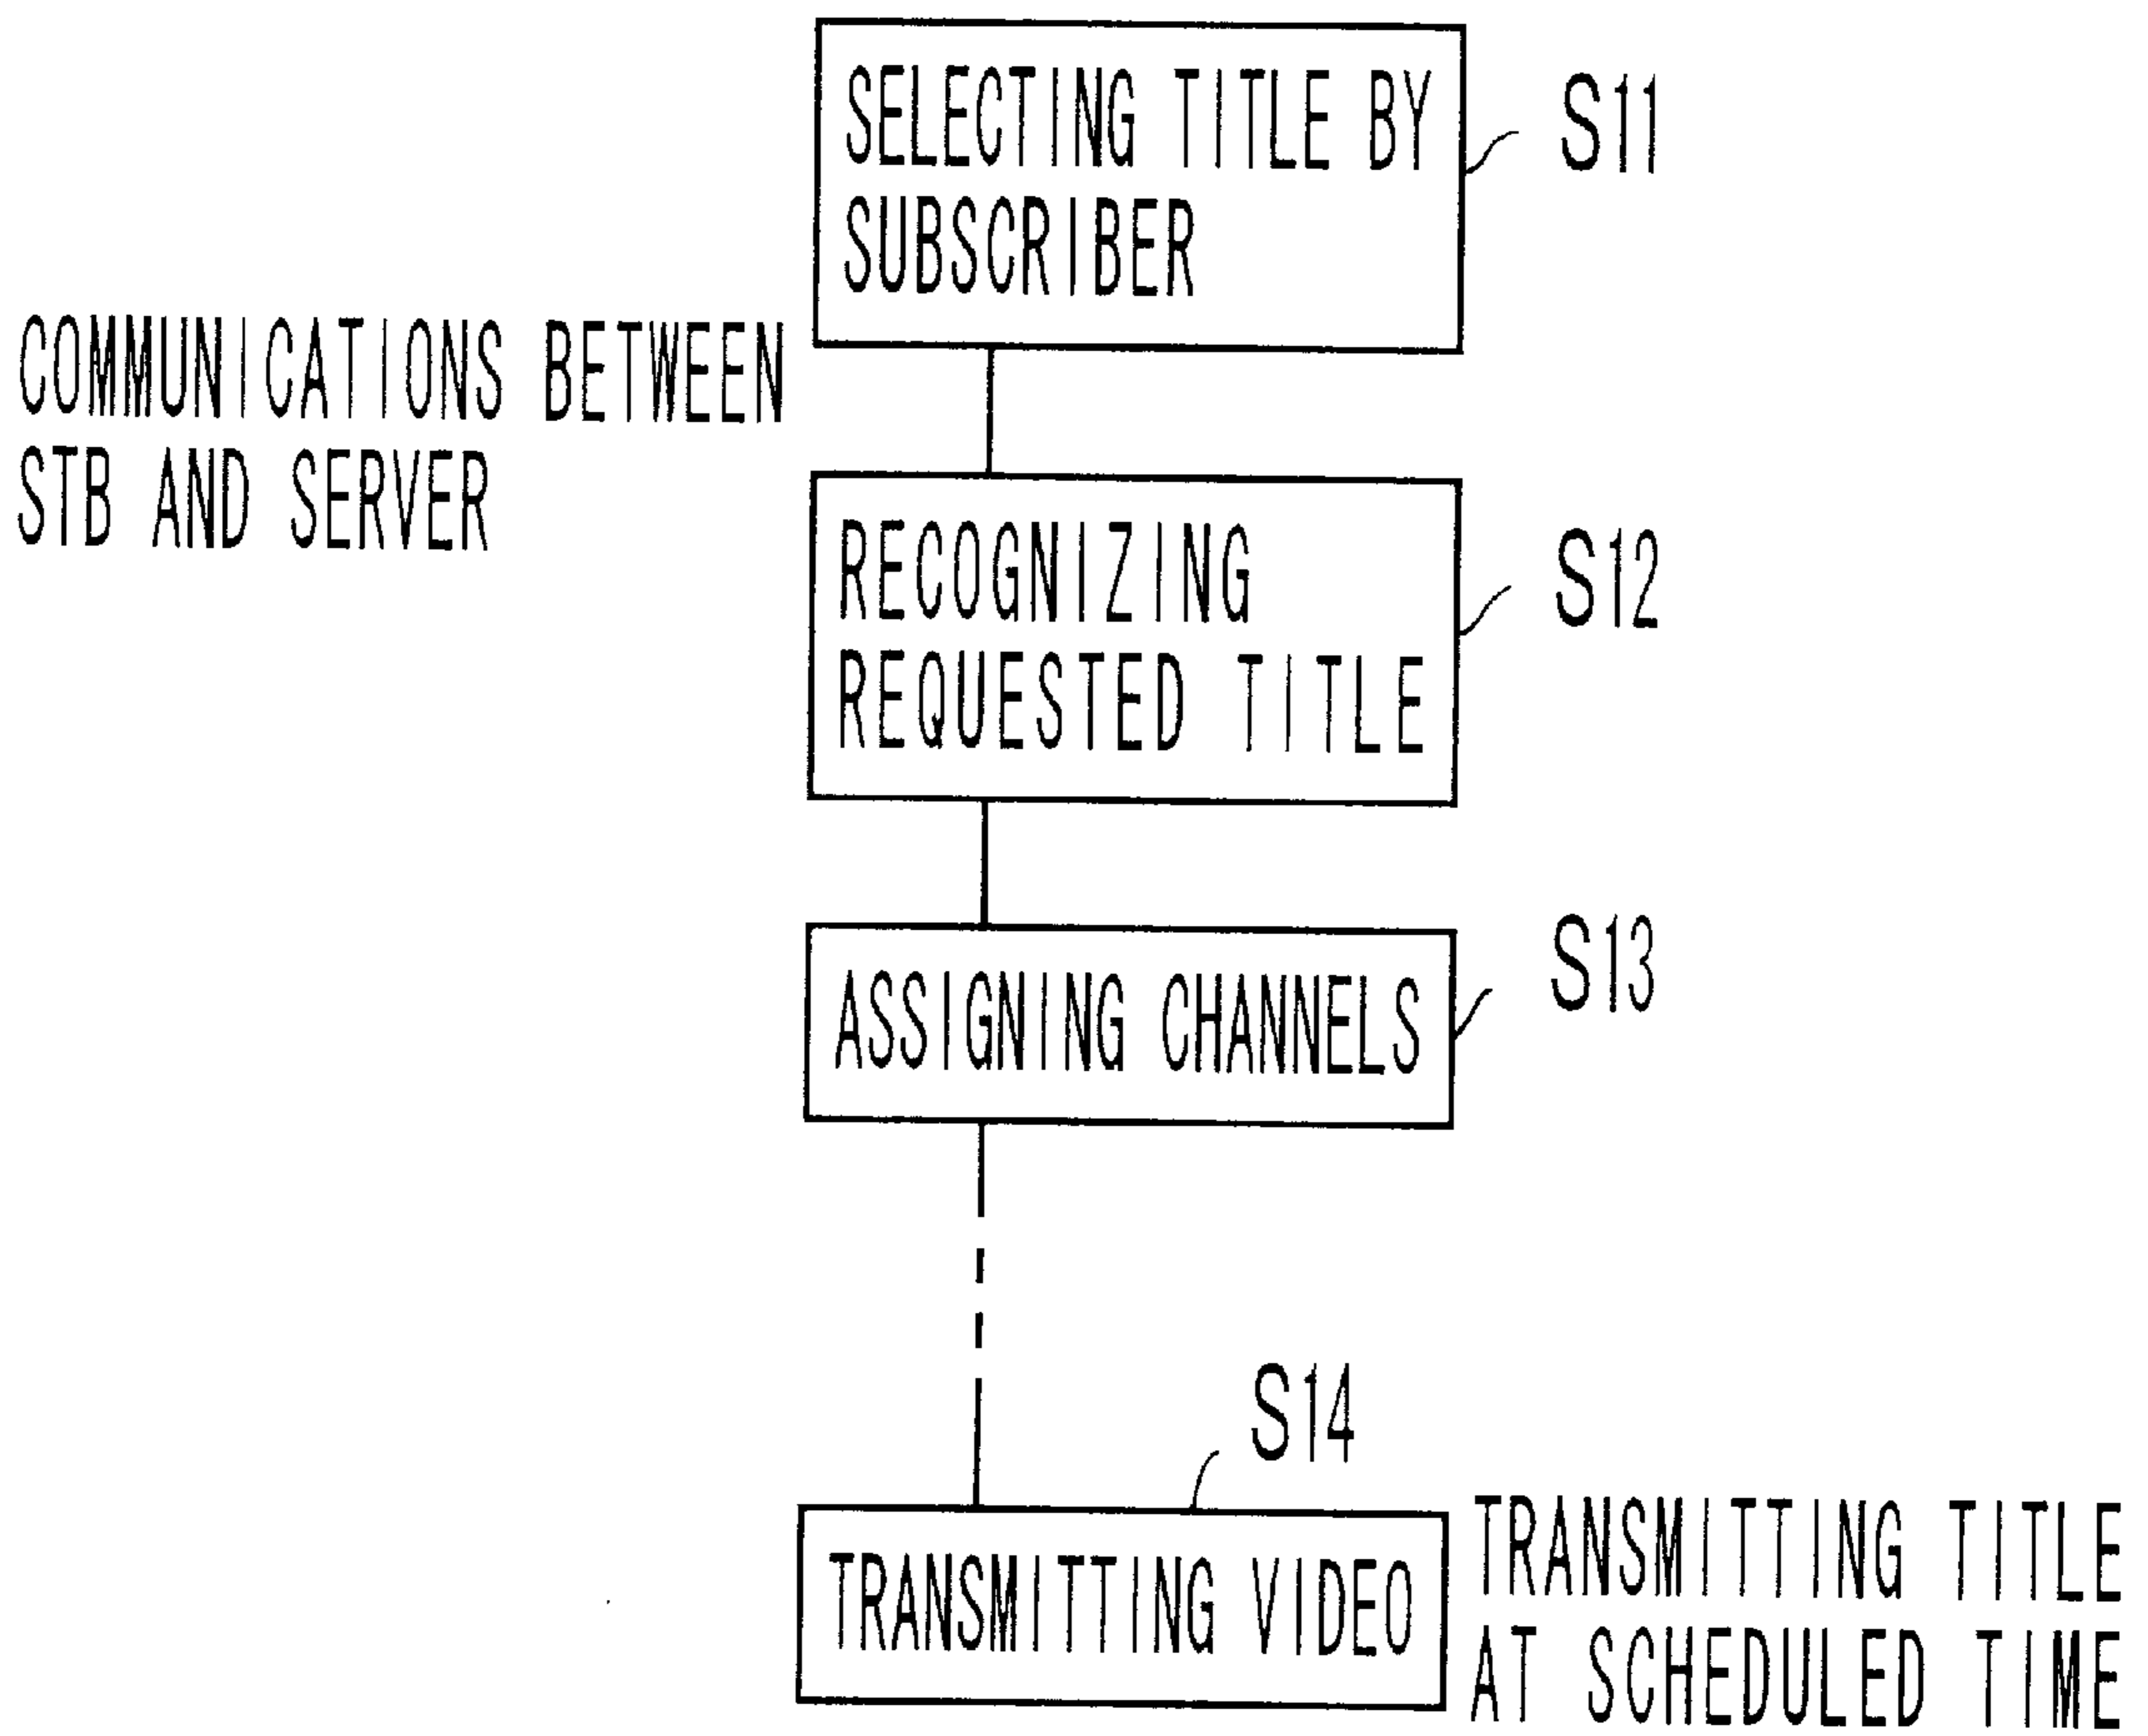 SELECTING TITLE BY
SUBSCRIBER
S11
COMMUNICATIONS BETWEEN
STB AND SERVER
RECOGNIZING
REQUESTED TITLE
S12
ASSIGNING CHANNELS
S13
S14
TRANSMITTING VIDEO
TRANSMITTING TITLE
AT SCHEDULED TIME